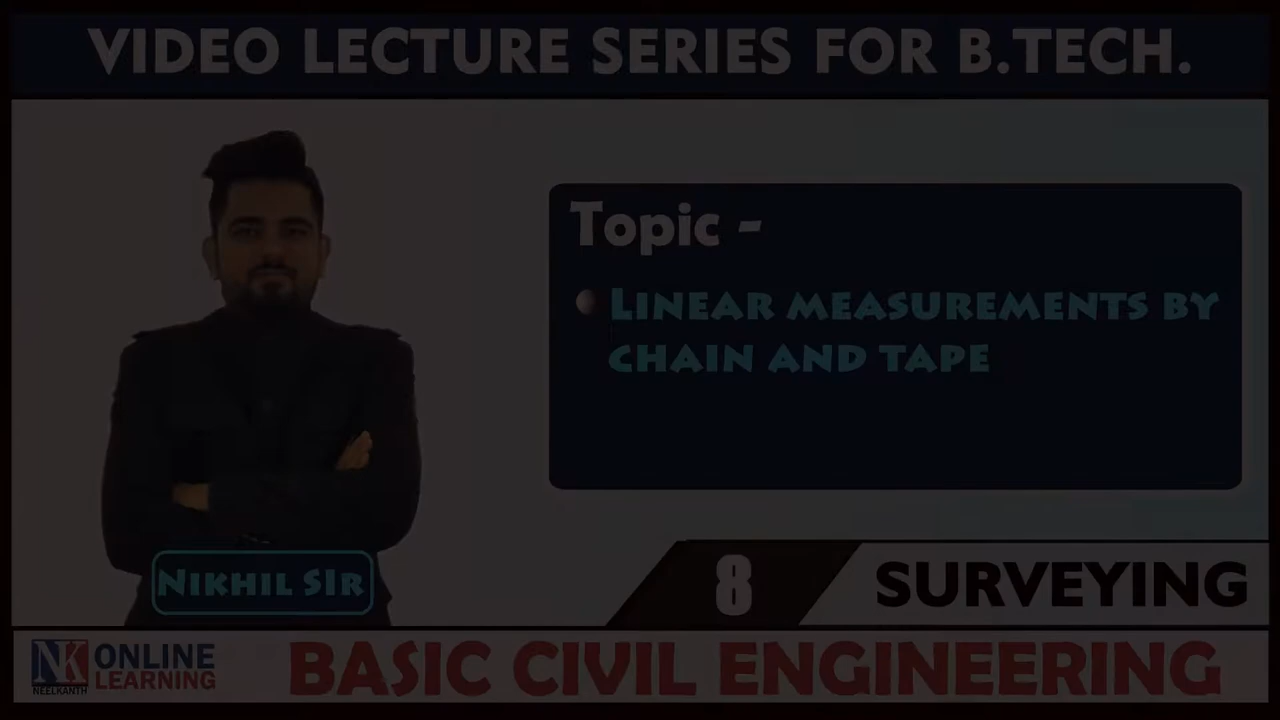 VIDEO LECTURE SERIES FOR B.TECH.
Topic -
LINEAR MEASUREMENTS BY
CHAIN AND TAPE
NIKHIL SIR
8
SURVEYING
NK
NEELKANTH
ONLINE
LEARNING
BASIC CIVIL ENGINEERING